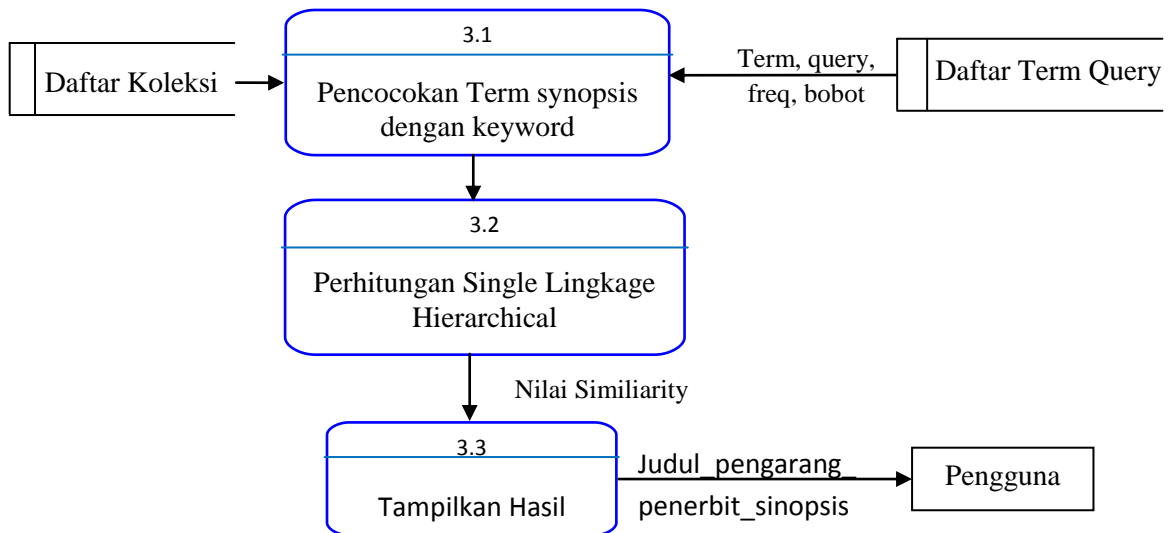 3.1
Daftar Koleksi
Pencocokan Term synopsis
dengan keyword
Term, query,
freq, bobot
Daftar Term Query
3.2
Perhitungan Single Lingkage
Hierarchical
Nilai Similiarity
3.3
Tampilkan Hasil
Judul_pengarang_
penerbit_sinopsis
Pengguna